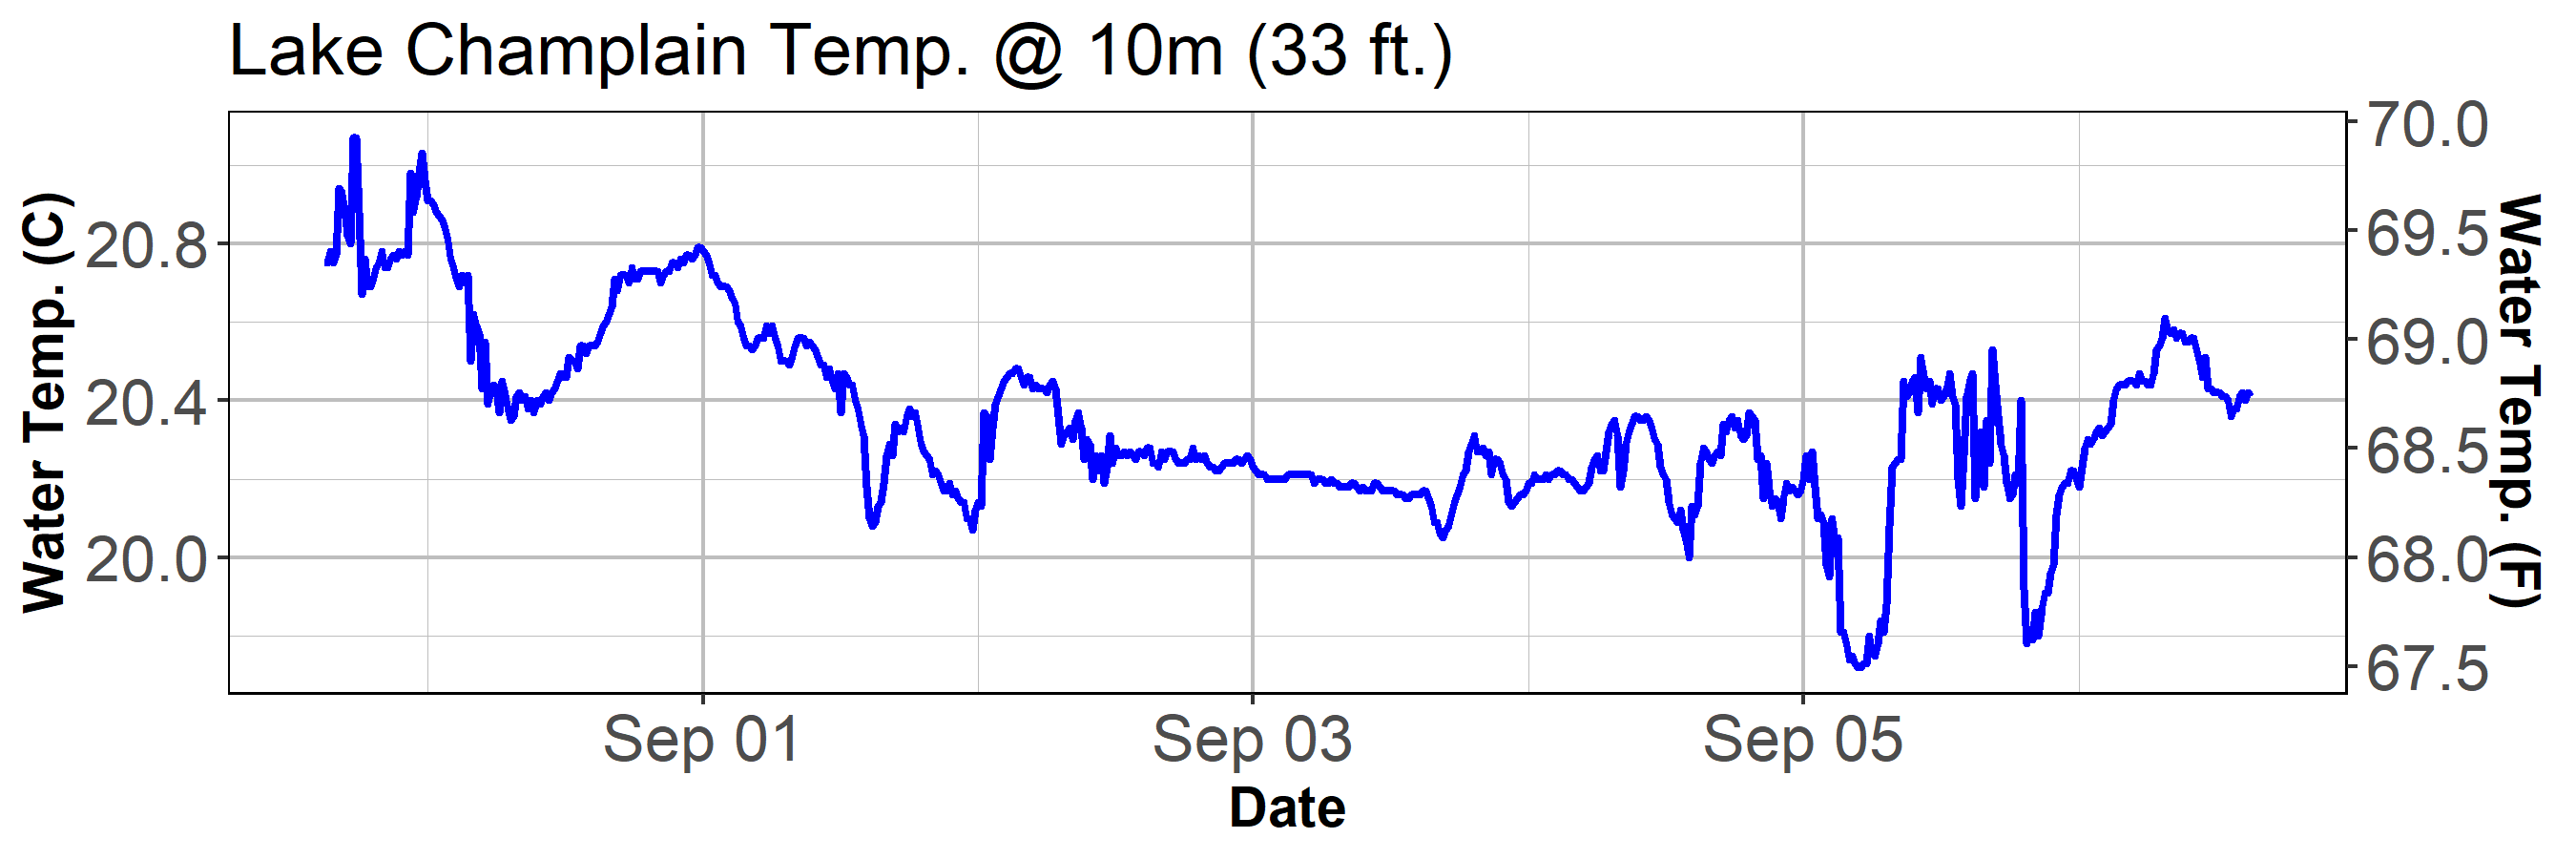 Lake Champlain Temp. @ 10m (33 ft.)
Water Temp. (C)
20.8
20.4
20.0
70.0
69.5
69.0
68.5
68.0
67.5
Water Temp. (F)
Sep 01
Sep 03
Sep 05
Date